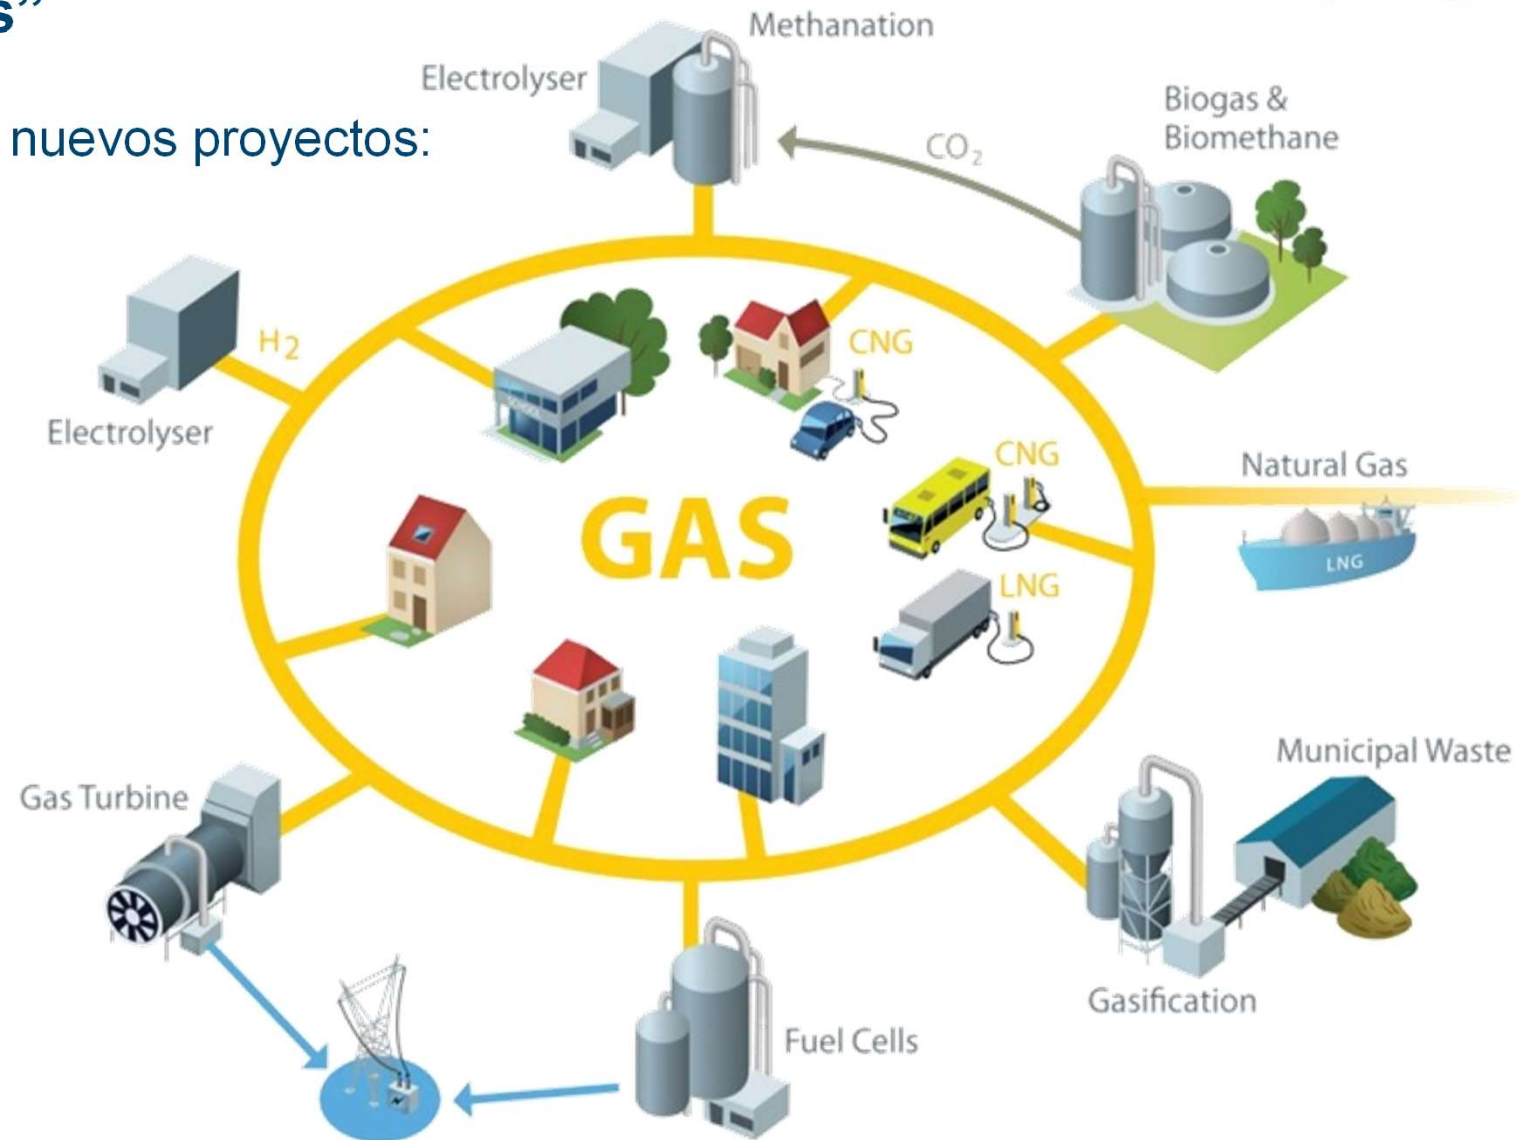 s”
nuevos proyectos:
Methanation
Electrolyser
Biogas &
Biomethane
CO₂
H2
Electrolyser
CNG
SCHOOL
CNG
GAS
LNG
Natural Gas
LNG
Municipal Waste
Gas Turbine
Gasification
Fuel Cells